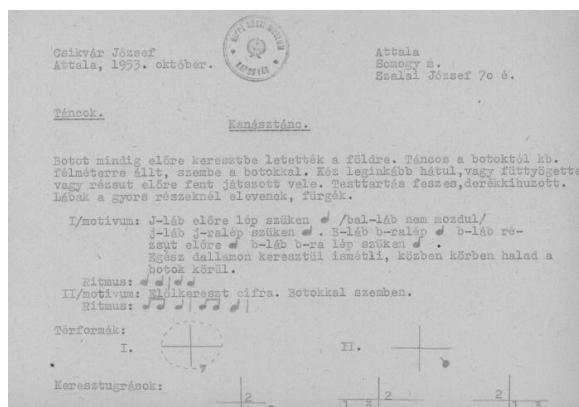 Csikvár József
Attala, 1953. október.
Attala
Somogy m.
Szalai József 7o é.
Táncok.
Kanásztánc.
Botot mindig előre keresztbe letették a földre. Táncos a botoktól kb.
félméterre állt, szembe a botokkal. Kéz leginkább hátul,vagy füttyögette
vagy rézsut előre fent játszott vele. Testtartás feszes,derékkihuzott.
Lábak a gyors részeknél elevenek, fürgék.
I/motivum: J-láb előre lép szüken /bal-láb nem mozdul/
j-láb j-ralép szüken . B-láb b-ralép b-láb ré-
zsut előre b-láb b-ra lép szüken .
Egész dallamon keresztül ismétli, közben körben halad a
botok körül.
Ritmus:
II/motivum: Elölkereszt cifra. Botokkal szemben.
Ritmus:
Térformák:
I. II.
Keresztugrások:
2 2 2